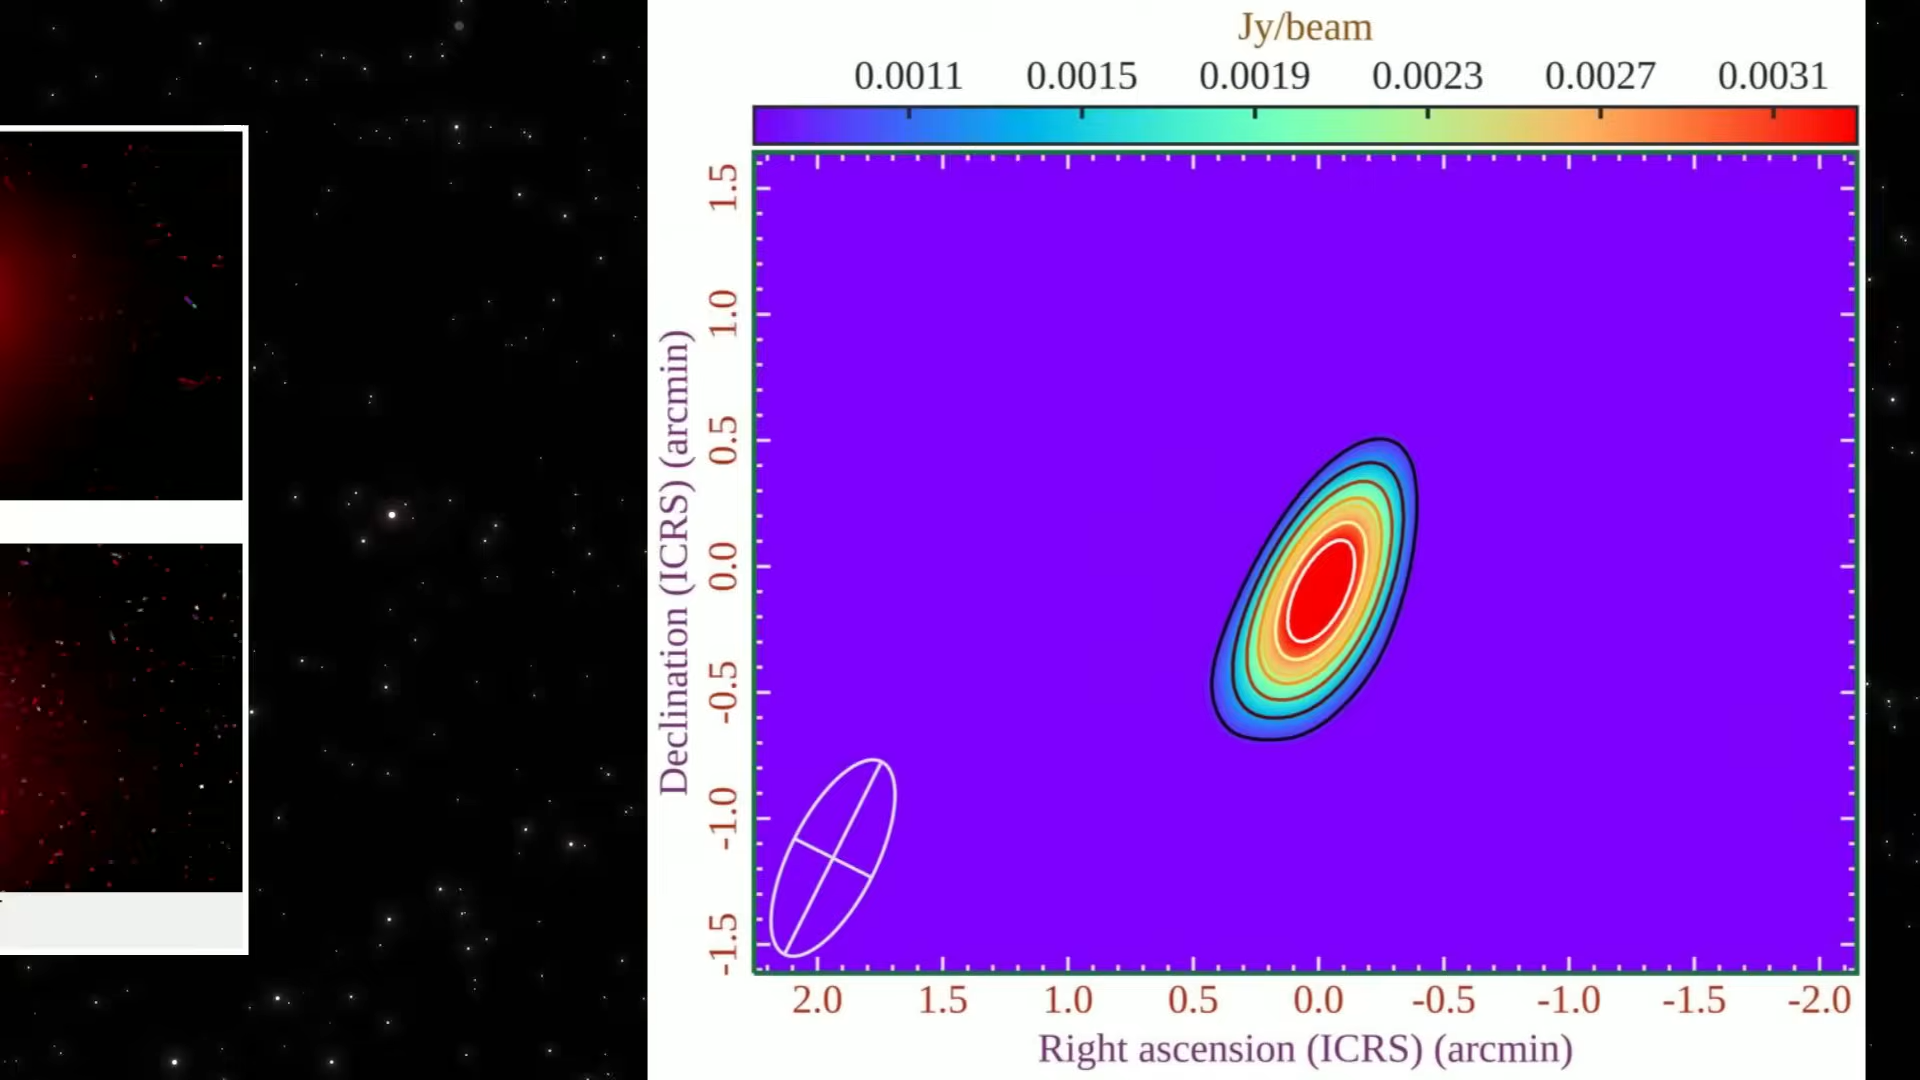 Jy/beam
0.0011 0.0015 0.0019 0.0023 0.0027 0.0031
Declination (ICRS) (arcmin)
1.5
1.0
0.5
0.0
-0.5
-1.0
-1.5
2.0 1.5 1.0 0.5 0.0 -0.5 -1.0 -1.5 -2.0
Right ascension (ICRS) (arcmin)